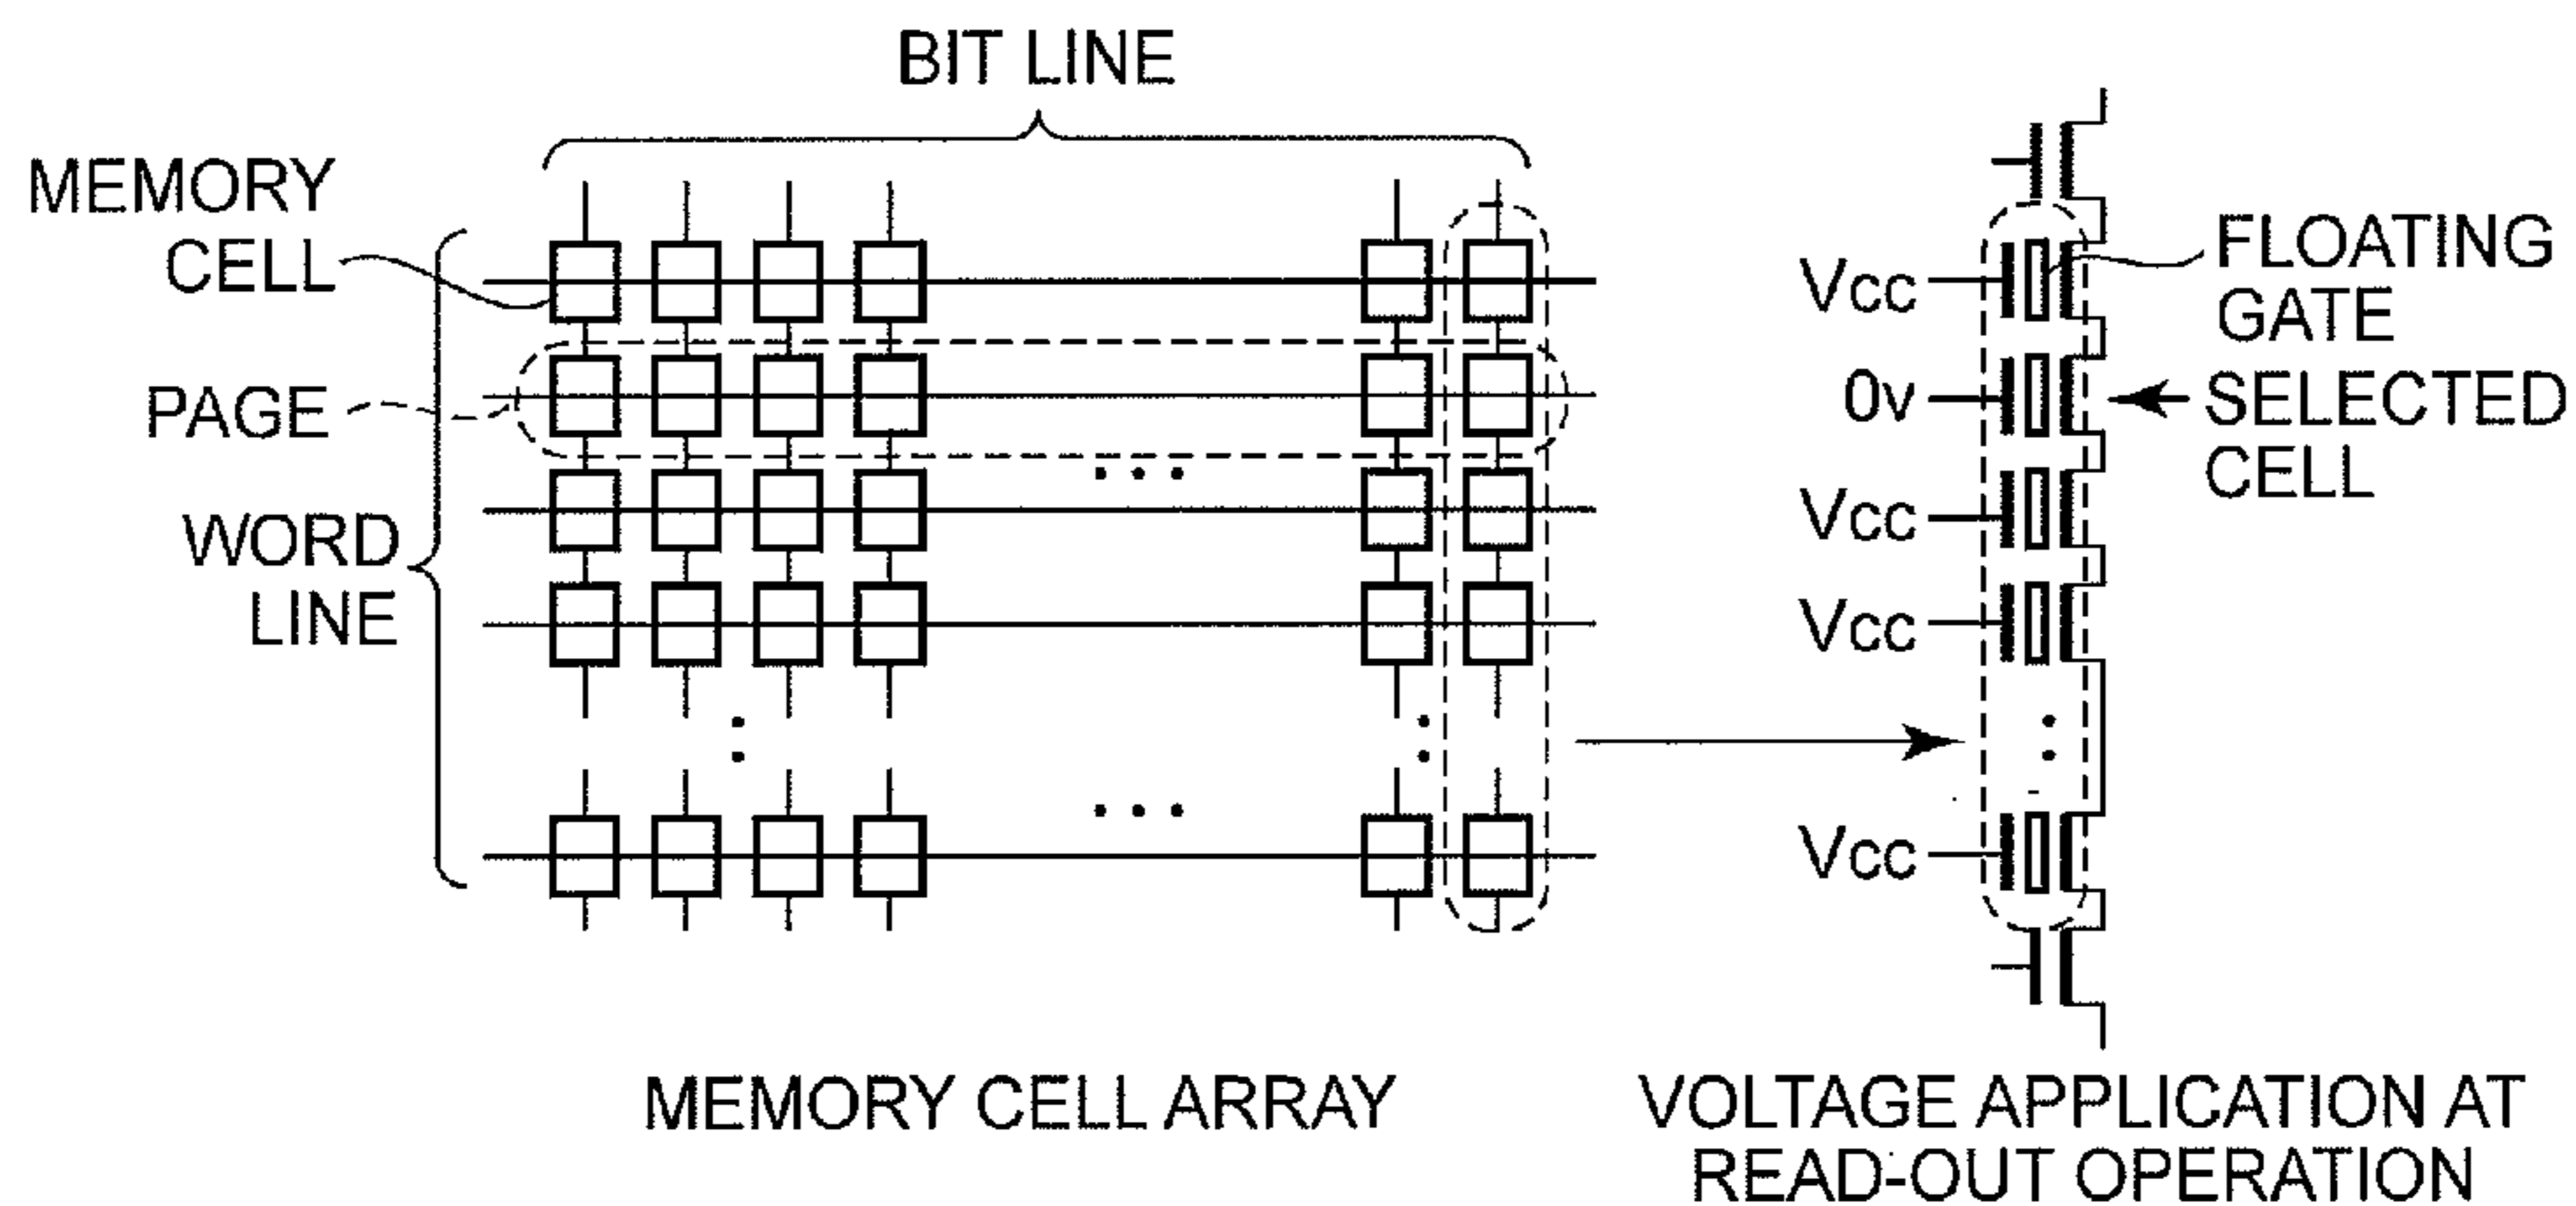 BIT LINE
MEMORY
CELL
PAGE
WORD
LINE
Vcc
0v
Vcc
Vcc
Vcc
FLOATING
GATE
SELECTED
CELL
MEMORY CELL ARRAY
VOLTAGE APPLICATION AT
READ-OUT OPERATION